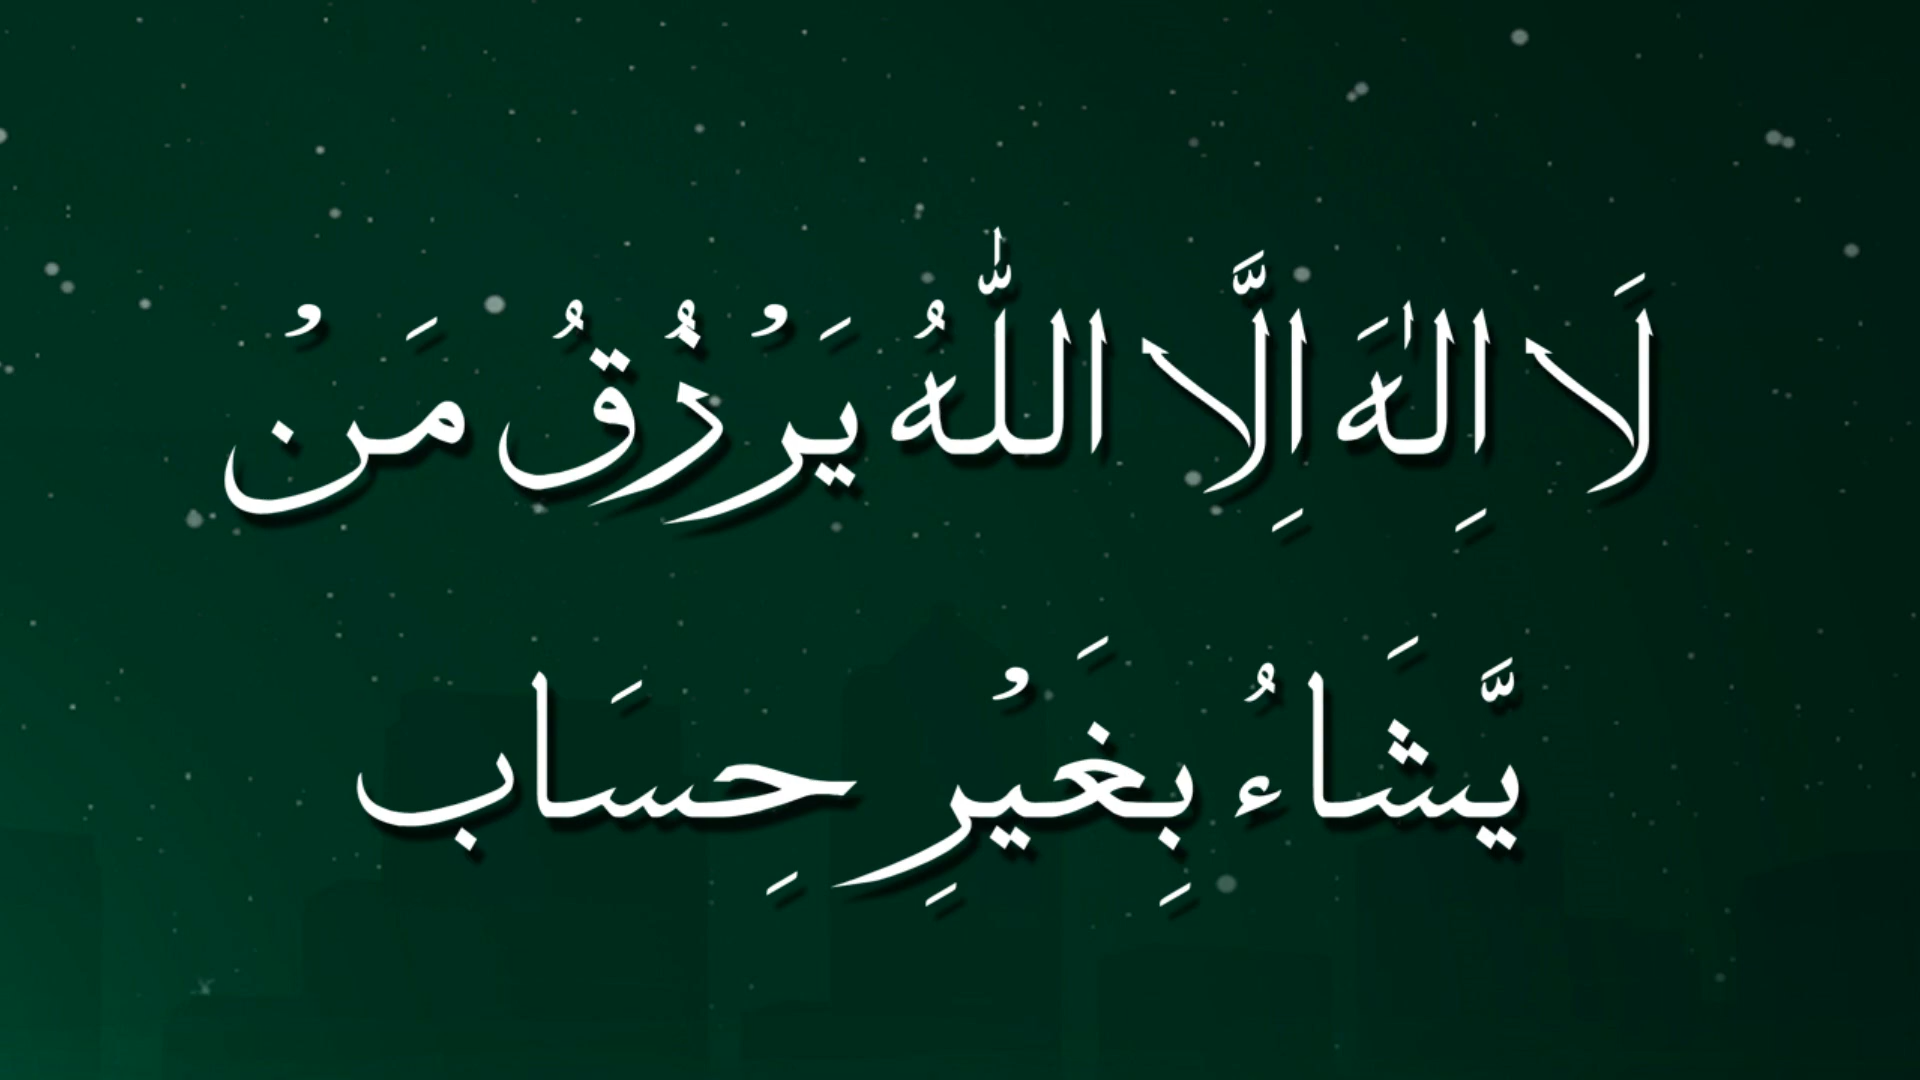 لَا اِلٰهَ اِلَّا اللّٰهُ يَرْزُقُ مَنْ
يَّشَاءُ بِغَيْرِ حِسَاب